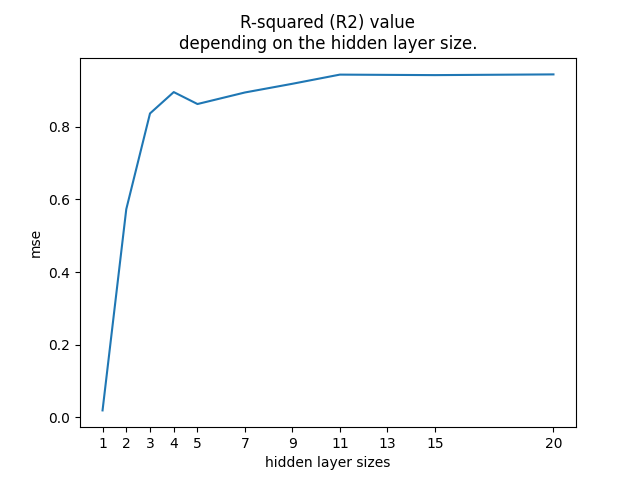 R-squared (R2) value
depending on the hidden layer size.
0.8
0.6
mse
0.4
0.2
0.0
1 2 3 4 5 7 9 11 13 15 20
hidden layer sizes